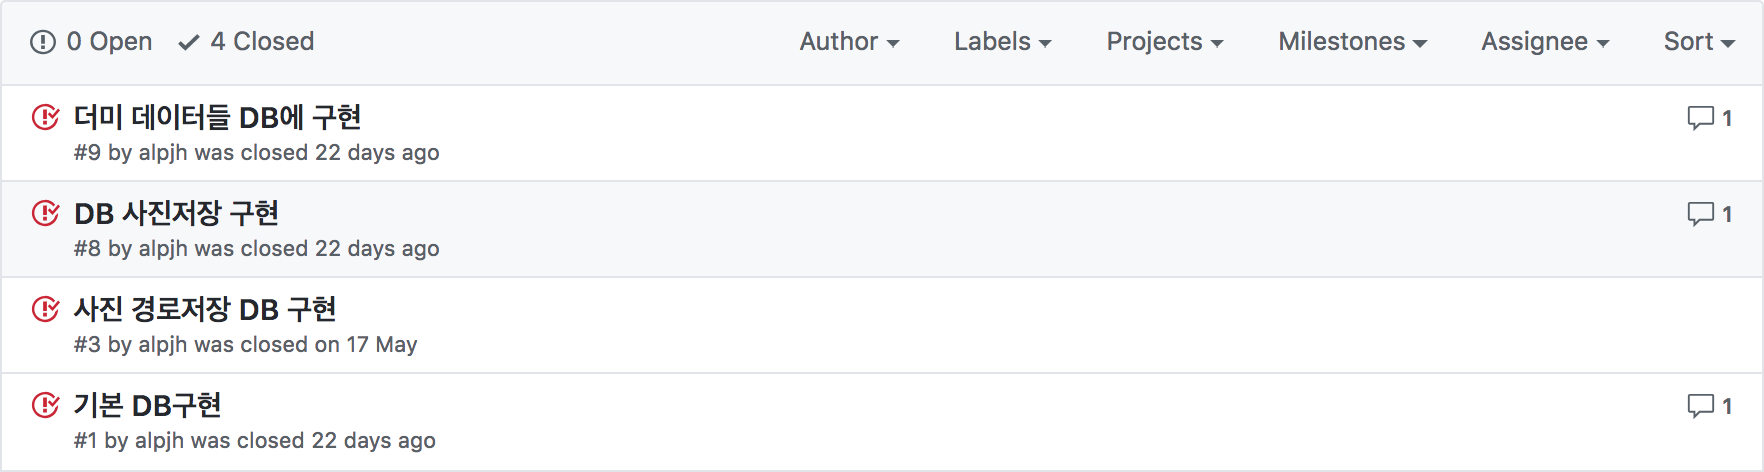 0 Open 4 Closed Author Labels Projects Milestones Assignee Sort
더미 데이터들 DB에 구현 1
#9 by alpjh was closed 22 days ago
DB 사진저장 구현 1
#8 by alpjh was closed 22 days ago
사진 경로저장 DB 구현
#3 by alpjh was closed on 17 May
기본 DB구현 1
#1 by alpjh was closed 22 days ago